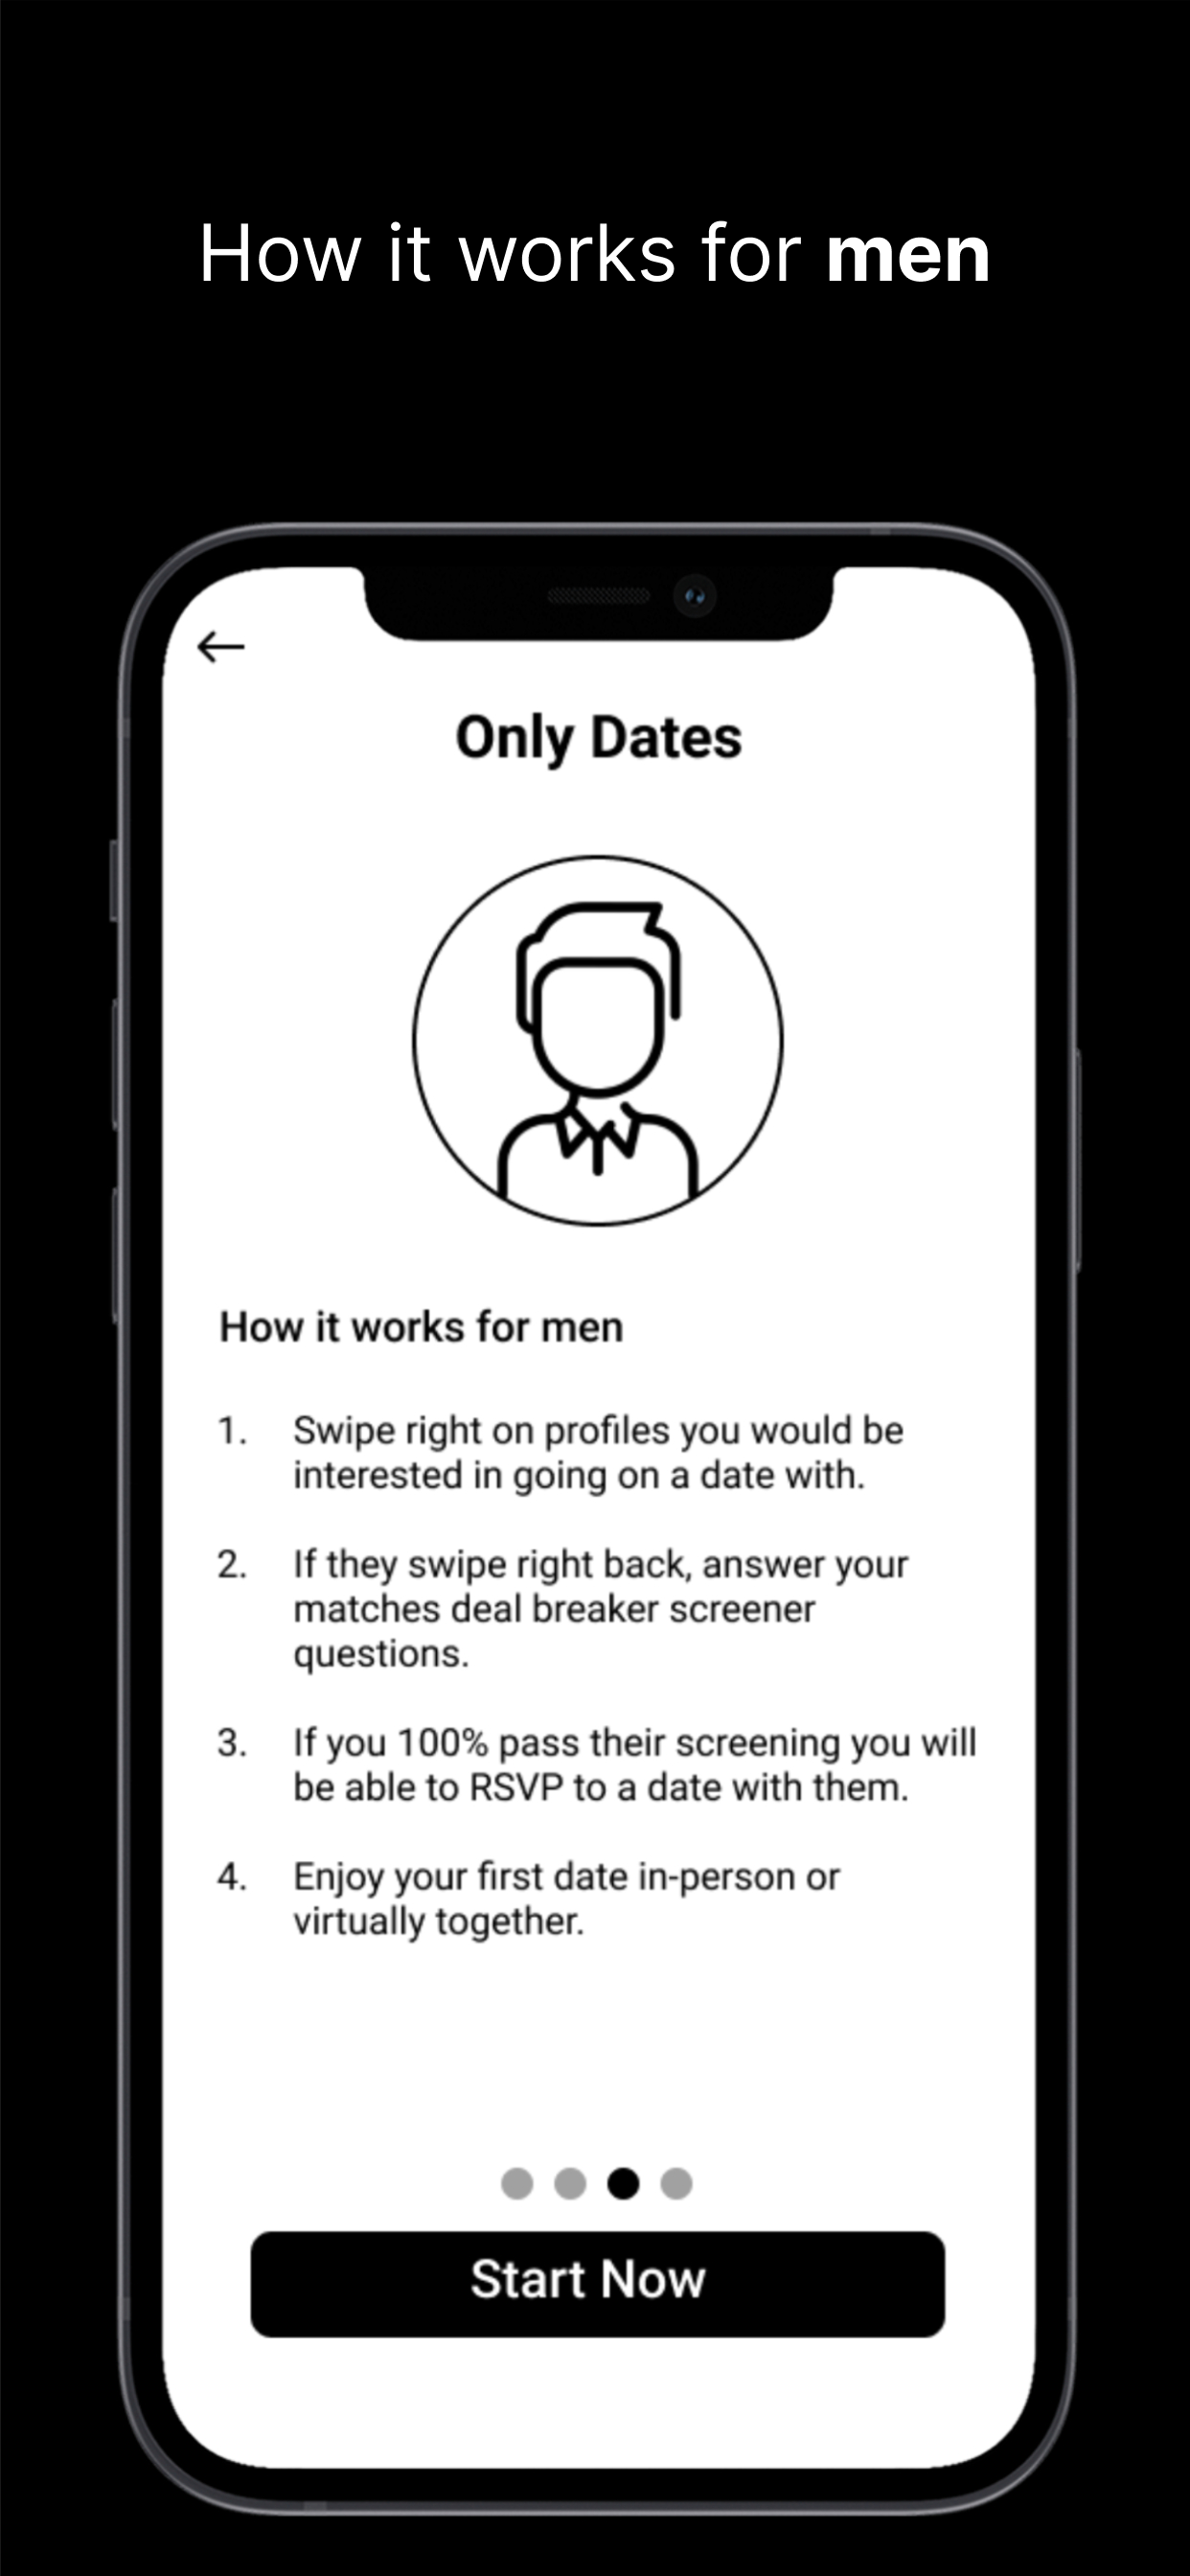 How it works for men
Only Dates
How it works for men
1. Swipe right on profiles you would be
interested in going on a date with.
2. If they swipe right back, answer your
matches deal breaker screener
questions.
3. If you 100% pass their screening you will
be able to RSVP to a date with them.
4. Enjoy your first date in-person or
virtually together.
Start Now